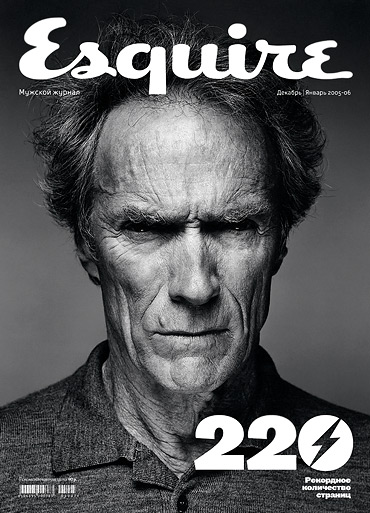 Esquire
Мужской журнал
Декабрь | Январь 2005-06
220
Рекордное
количество
страниц